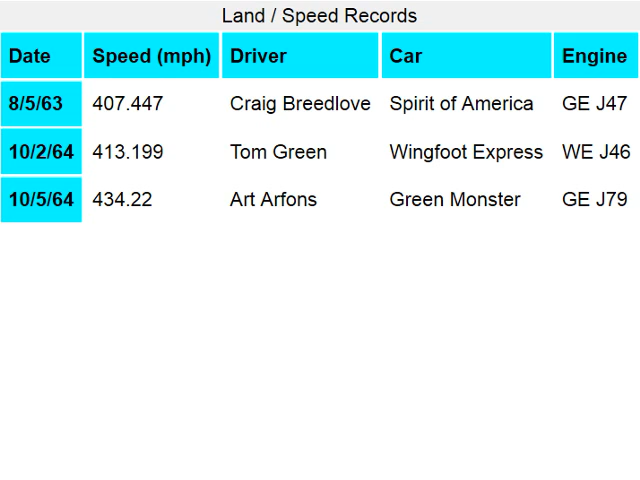 Land / Speed Records
Date Speed (mph) Driver Car Engine
8/5/63 407.447 Craig Breedlove Spirit of America GE J47
10/2/64 413.199 Tom Green Wingfoot Express WE J46
10/5/64 434.22 Art Arfons Green Monster GE J79